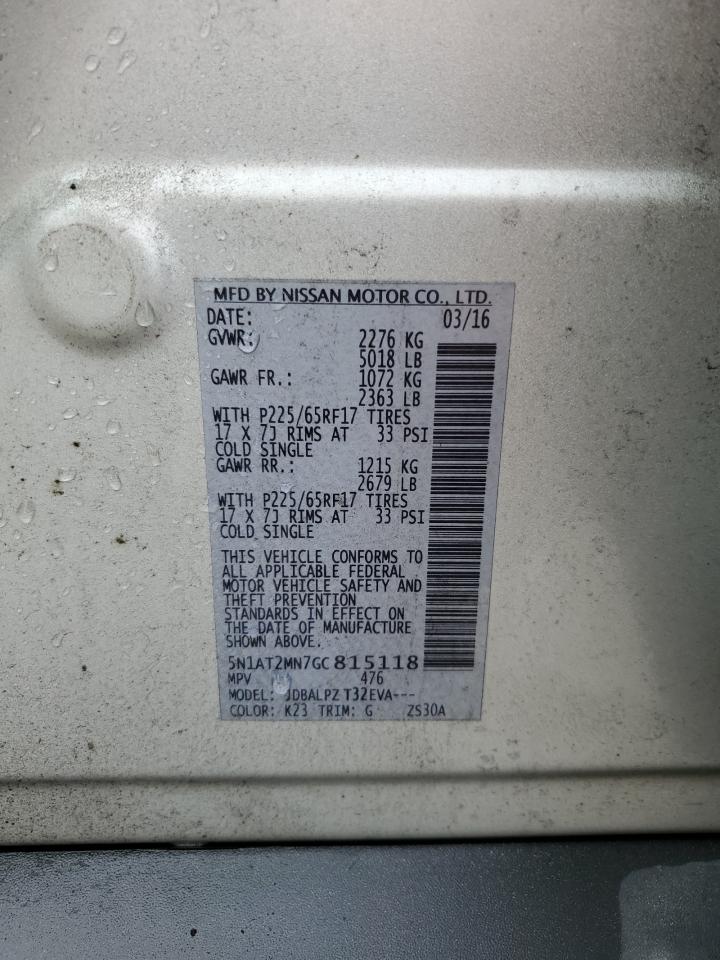 MFD BY NISSAN MOTOR CO., LTD.
DATE: 03/16
GVWR: 2276 KG
5018 LB
GAWR FR.: 1072 KG
2363 LB
WITH P225/65RF17 TIRES
17 X 7J RIMS AT 33 PSI
COLD SINGLE
GAWR RR.: 1215 KG
2679 LB
WITH P225/65RF17 TIRES
17 X 7J RIMS AT 33 PSI
COLD SINGLE
THIS VEHICLE CONFORMS TO
ALL APPLICABLE FEDERAL
MOTOR VEHICLE SAFETY AND
THEFT PREVENTION
STANDARDS IN EFFECT ON
THE DATE OF MANUFACTURE
SHOWN ABOVE.
5N1AT2MN7GC815118
MPV 476
MODEL: JDBALPZ T32EVA---
COLOR: K23 TRIM: G ZS30A